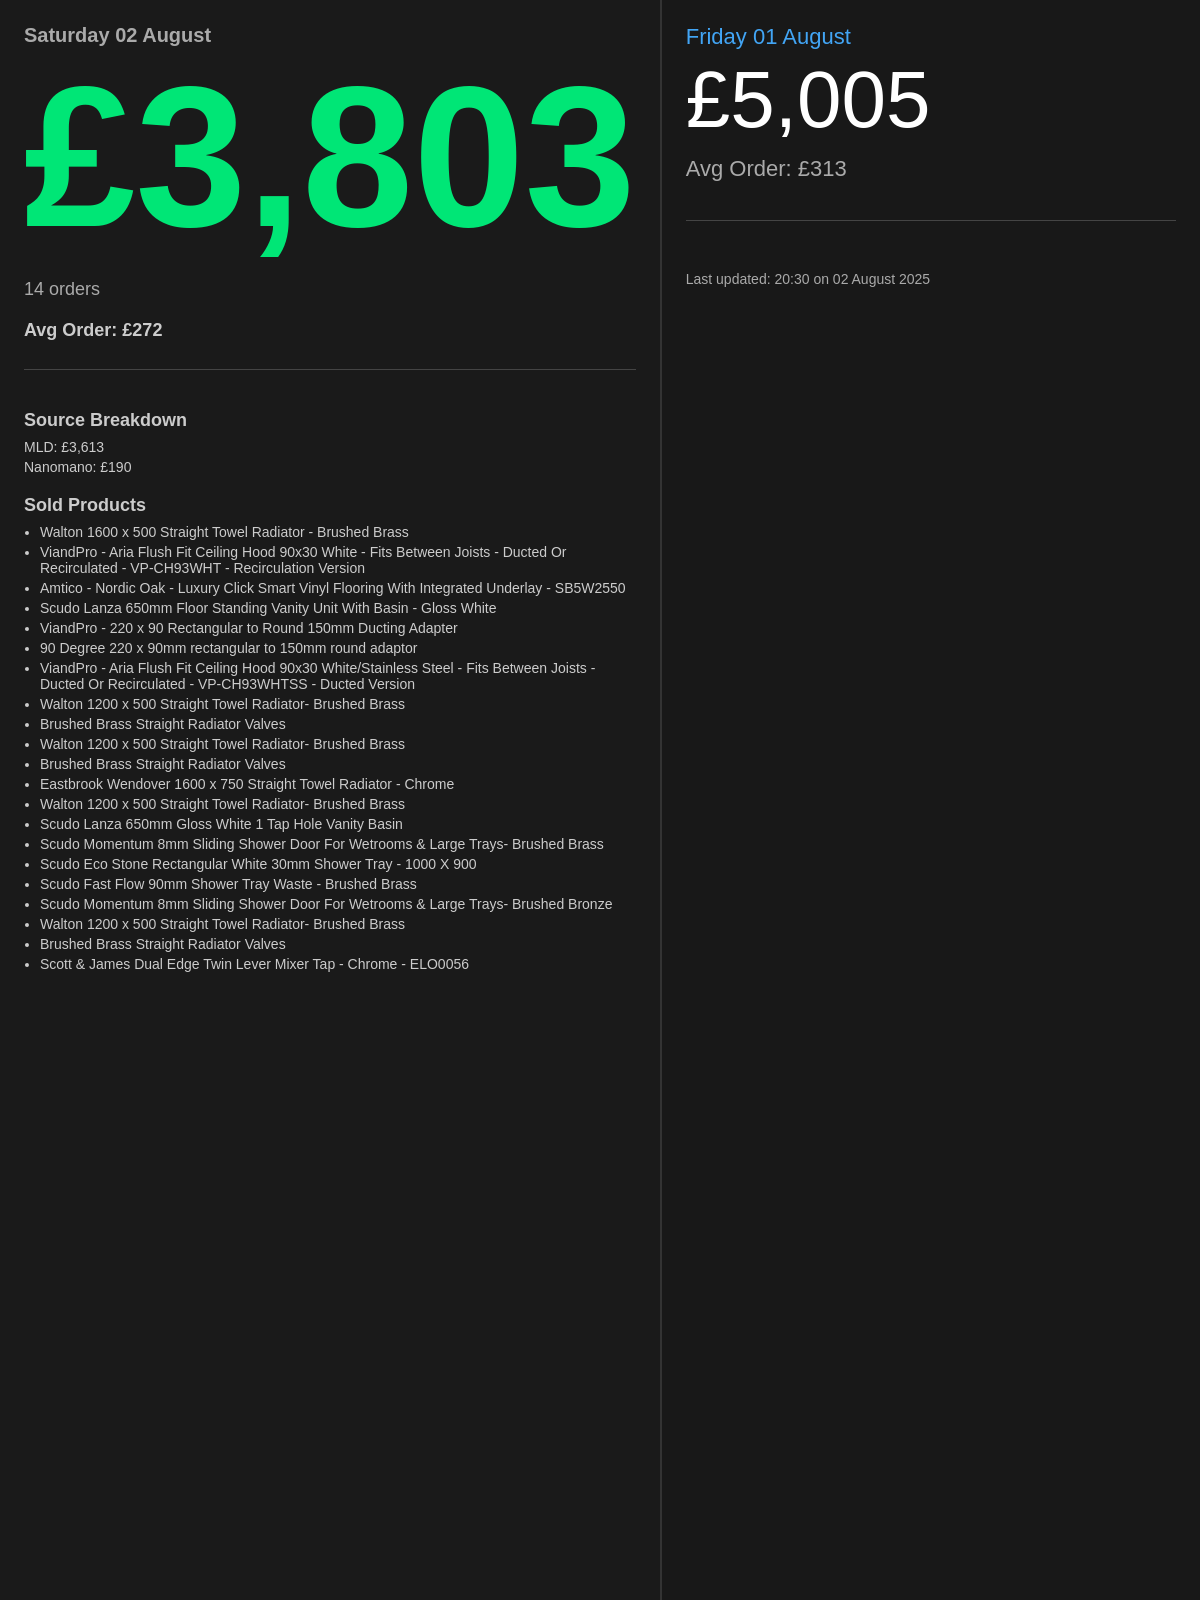 Saturday 02 August
£3,803
14 orders
Avg Order: £272
Source Breakdown
MLD: £3,613
Nanomano: £190
Sold Products
• Walton 1600 x 500 Straight Towel Radiator - Brushed Brass
• ViandPro - Aria Flush Fit Ceiling Hood 90x30 White - Fits Between Joists - Ducted Or
Recirculated - VP-CH93WHT - Recirculation Version
• Amtico - Nordic Oak - Luxury Click Smart Vinyl Flooring With Integrated Underlay - SB5W2550
• Scudo Lanza 650mm Floor Standing Vanity Unit With Basin - Gloss White
• ViandPro - 220 x 90 Rectangular to Round 150mm Ducting Adapter
• 90 Degree 220 x 90mm rectangular to 150mm round adaptor
• ViandPro - Aria Flush Fit Ceiling Hood 90x30 White/Stainless Steel - Fits Between Joists -
Ducted Or Recirculated - VP-CH93WHTSS - Ducted Version
• Walton 1200 x 500 Straight Towel Radiator- Brushed Brass
• Brushed Brass Straight Radiator Valves
• Walton 1200 x 500 Straight Towel Radiator- Brushed Brass
• Brushed Brass Straight Radiator Valves
• Eastbrook Wendover 1600 x 750 Straight Towel Radiator - Chrome
• Walton 1200 x 500 Straight Towel Radiator- Brushed Brass
• Scudo Lanza 650mm Gloss White 1 Tap Hole Vanity Basin
• Scudo Momentum 8mm Sliding Shower Door For Wetrooms & Large Trays- Brushed Brass
• Scudo Eco Stone Rectangular White 30mm Shower Tray - 1000 X 900
• Scudo Fast Flow 90mm Shower Tray Waste - Brushed Brass
• Scudo Momentum 8mm Sliding Shower Door For Wetrooms & Large Trays- Brushed Bronze
• Walton 1200 x 500 Straight Towel Radiator- Brushed Brass
• Brushed Brass Straight Radiator Valves
• Scott & James Dual Edge Twin Lever Mixer Tap - Chrome - ELO0056
Friday 01 August
£5,005
Avg Order: £313
Last updated: 20:30 on 02 August 2025